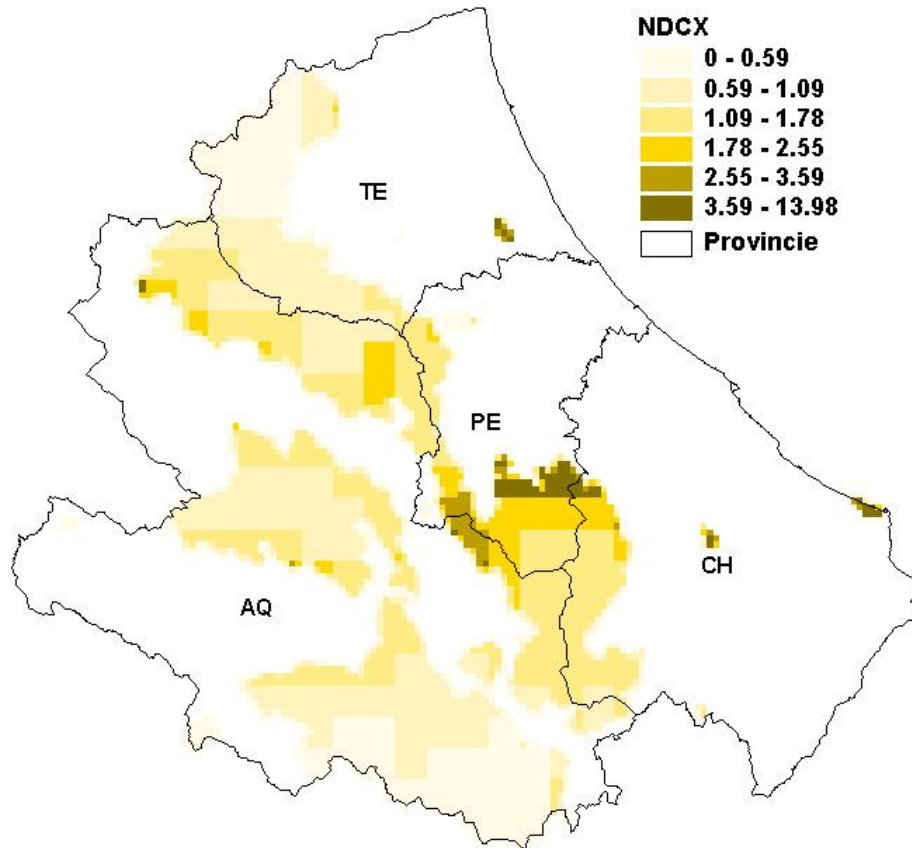 NDCX
0 - 0.59
0.59 - 1.09
1.09 - 1.78
1.78 - 2.55
2.55 - 3.59
3.59 - 13.98
Provincie
TE
PE
CH
AQ